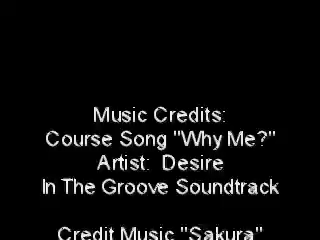 Music Credits:
Course Song "Why Me?"
Artist:  Desire
In The Groove Soundtrack
Credit Music "Sakura"